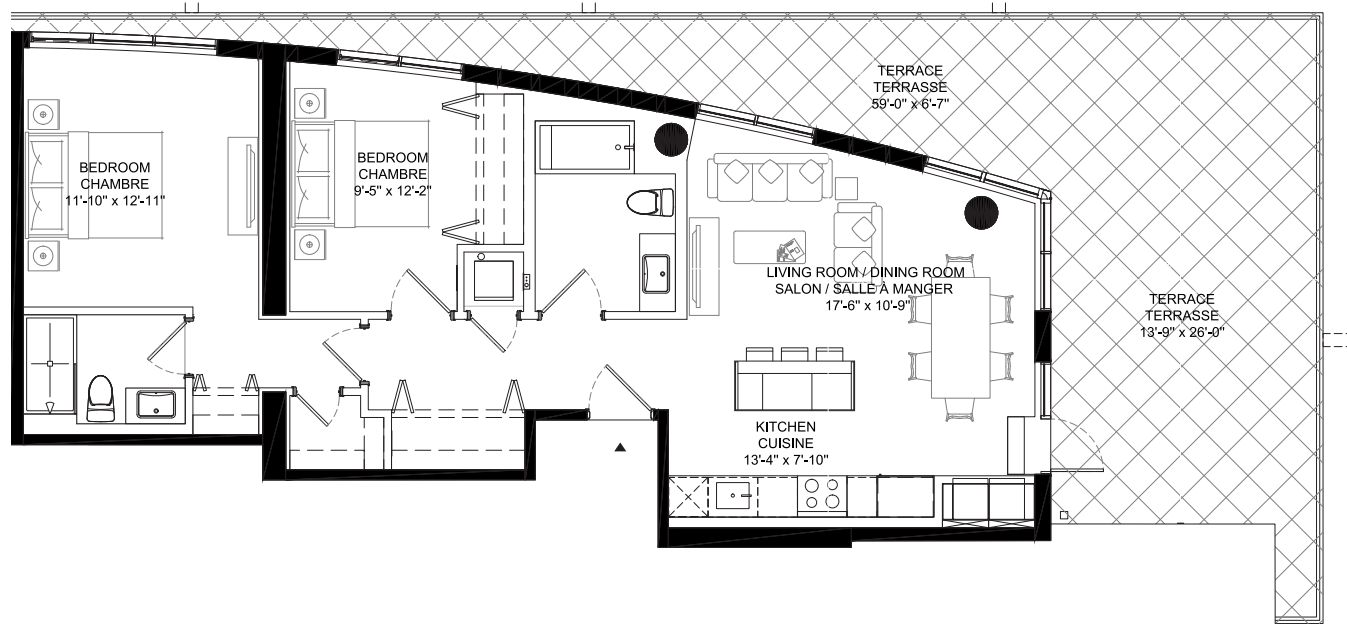 TERRACE
TERRASSE
59'-0" x 6'-7"
BEDROOM
CHAMBRE
11'-10" x 12'-11"
BEDROOM
CHAMBRE
9'-5" x 12'-2"
LIVING ROOM / DINING ROOM
SALON / SALLE À MANGER
17'-6" x 10'-9"
TERRACE
TERRASSE
13'-9" x 26'-0"
KITCHEN
CUISINE
13'-4" x 7'-10"